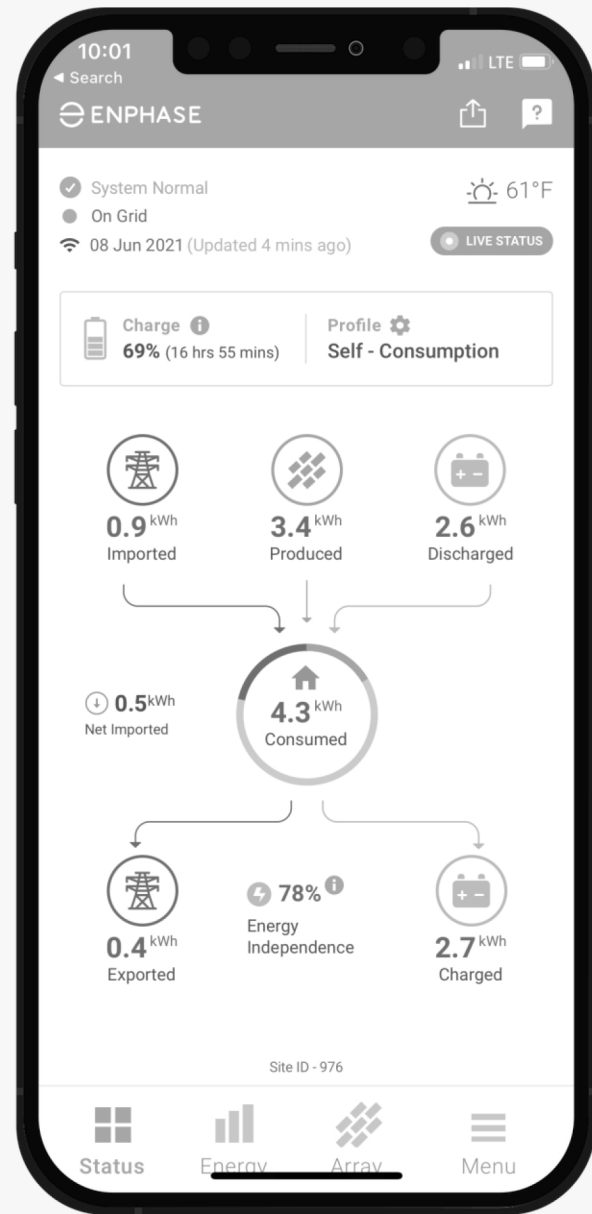 10:01
LTE
◀ Search
ENPHASE
?
System Normal
61°F
On Grid
08 Jun 2021 (Updated 4 mins ago)
LIVE STATUS
Charge i
69% (16 hrs 55 mins)
Profile
Self - Consumption
0.9 kWh
Imported
3.4 kWh
Produced
+ -
2.6 kWh
Discharged
0.5 kWh
Net Imported
4.3 kWh
Consumed
0.4 kWh
Exported
78% i
Energy
Independence
+ -
2.7 kWh
Charged
Site ID - 976
Status
Energy
Array
Menu